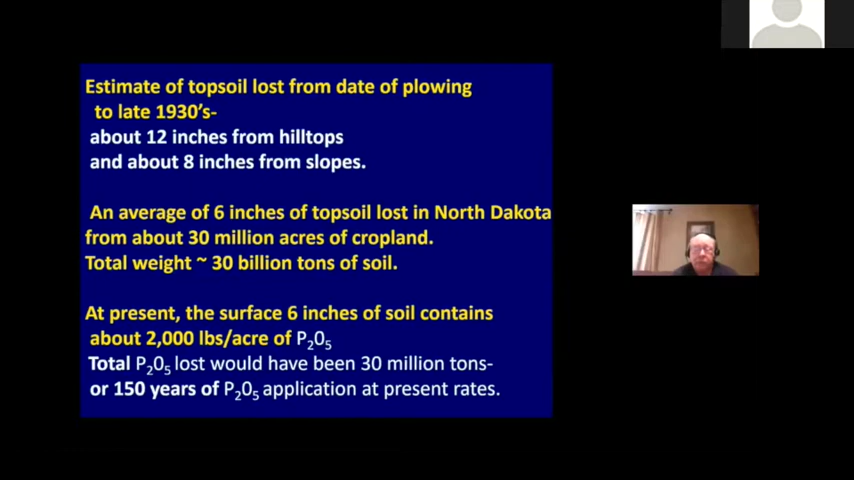 Estimate of topsoil lost from date of plowing
to late 1930's-
about 12 inches from hilltops
and about 8 inches from slopes.
An average of 6 inches of topsoil lost in North Dakota
from about 30 million acres of cropland.
Total weight ~ 30 billion tons of soil.
At present, the surface 6 inches of soil contains
about 2,000 lbs/acre of P₂0₅
Total P₂0₅ lost would have been 30 million tons-
or 150 years of P₂0₅ application at present rates.